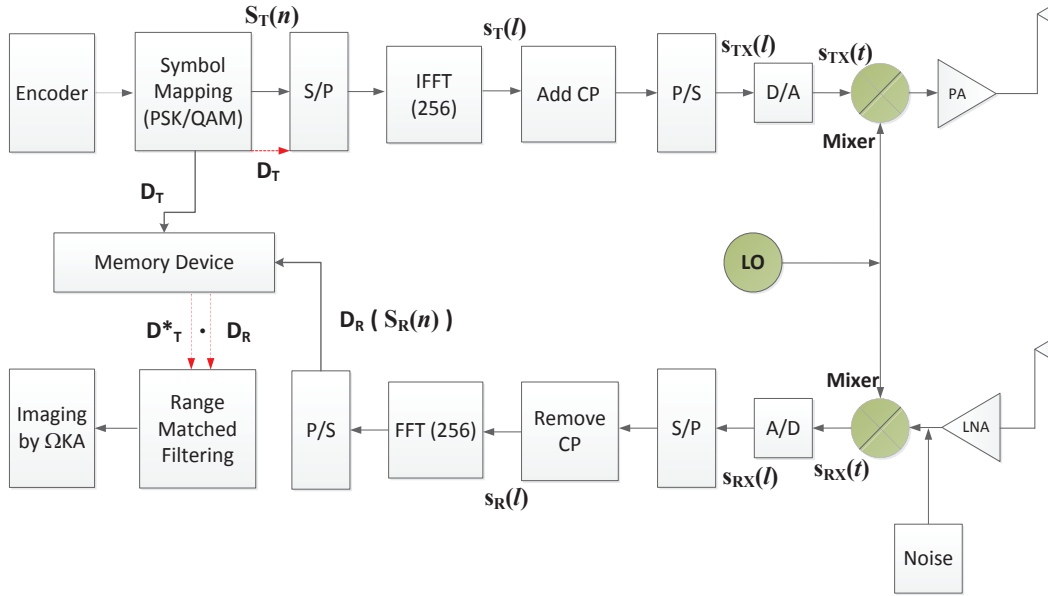 S_T(n)
s_T(l)
s_TX(l)
s_TX(t)
Encoder
Symbol
Mapping
(PSK/QAM)
S/P
IFFT
(256)
Add CP
P/S
D/A
PA
Mixer
D_T
D_T
Memory Device
LO
D*_T · D_R
D_R ( S_R(n) )
Mixer
Imaging
by ΩKA
Range
Matched
Filtering
P/S
FFT (256)
Remove
CP
S/P
A/D
LNA
s_R(l)
s_RX(l)
s_RX(t)
Noise